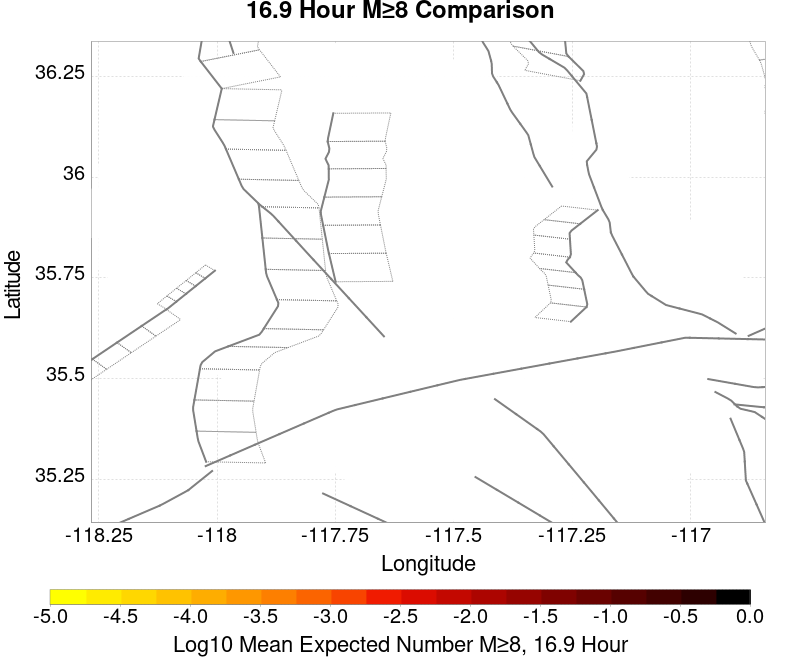 16.9 Hour M≥8 Comparison
36.25
36
35.75
35.5
35.25
Latitude
-118.25 -118 -117.75 -117.5 -117.25 -117
Longitude
-5.0 -4.5 -4.0 -3.5 -3.0 -2.5 -2.0 -1.5 -1.0 -0.5 0.0
Log10 Mean Expected Number M≥8, 16.9 Hour